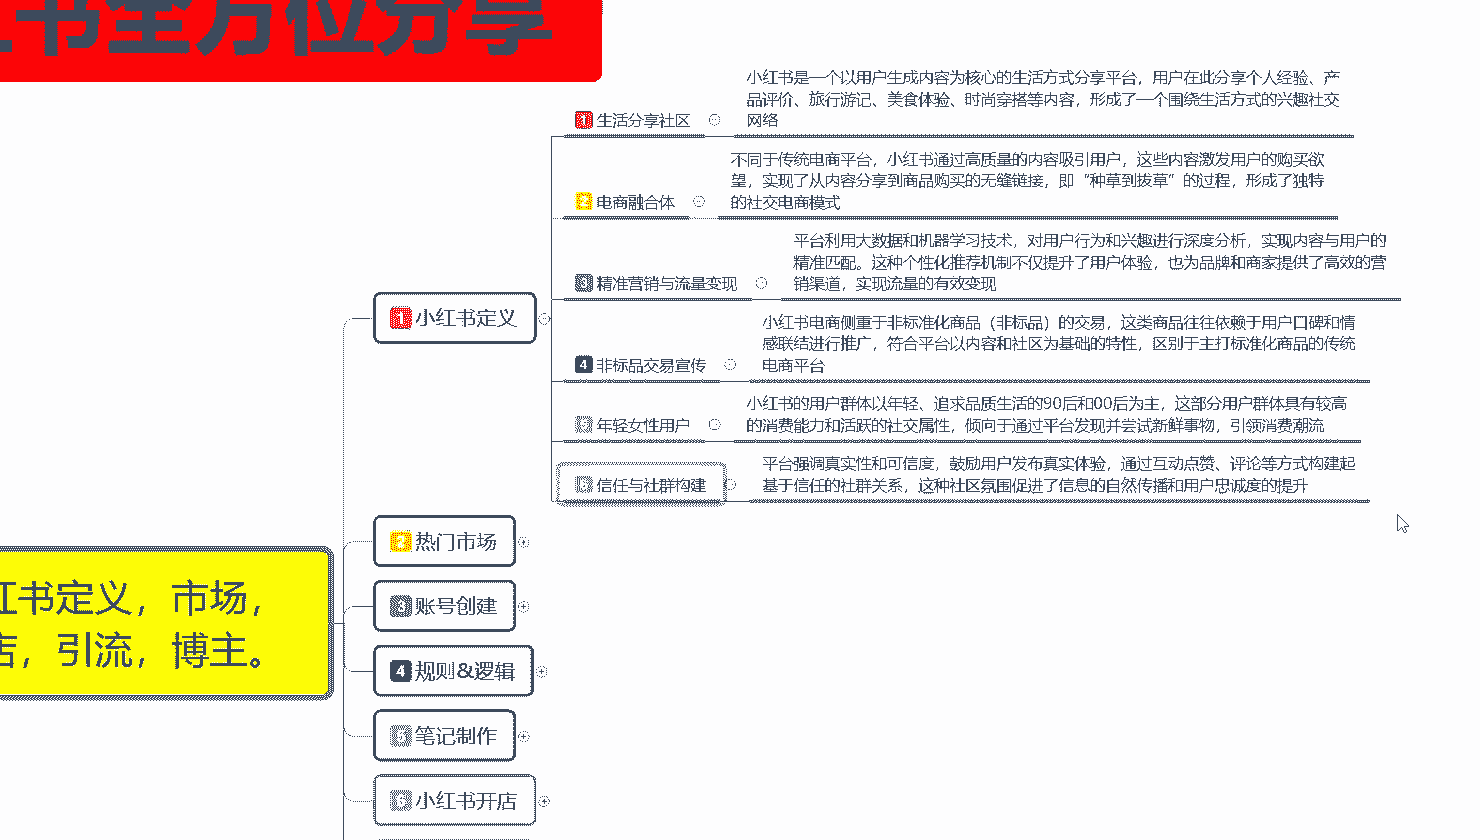 书全方位分享
小红书是一个以用户生成内容为核心的生活方式分享平台，用户在此分享个人经验、产
品评价、旅行游记、美食体验、时尚穿搭等内容，形成了一个围绕生活方式的兴趣社交
网络
1 生活分享社区
不同于传统电商平台，小红书通过高质量的内容吸引用户，这些内容激发用户的购买欲
望，实现了从内容分享到商品购买的无缝链接，即“种草到拔草”的过程，形成了独特
的社交电商模式
2 电商融合体
平台利用大数据和机器学习技术，对用户行为和兴趣进行深度分析，实现内容与用户的
精准匹配。这种个性化推荐机制不仅提升了用户体验，也为品牌和商家提供了高效的营
销渠道，实现流量的有效变现
3 精准营销与流量变现
1 小红书定义
小红书电商侧重于非标准化商品（非标品）的交易，这类商品往往依赖于用户口碑和情
感联结进行推广，符合平台以内容和社区为基础的特性，区别于主打标准化商品的传统
电商平台
4 非标品交易宣传
小红书的用户群体以年轻、追求品质生活的90后和00后为主，这部分用户群体具有较高
的消费能力和活跃的社交属性，倾向于通过平台发现并尝试新鲜事物，引领消费潮流
5 年轻女性用户
平台强调真实性和可信度，鼓励用户发布真实体验，通过互动点赞、评论等方式构建起
基于信任的社群关系，这种社区氛围促进了信息的自然传播和用户忠诚度的提升
6 信任与社群构建
2 热门市场
红书定义，市场，
店，引流，博主。
3 账号创建
4 规则&逻辑
5 笔记制作
6 小红书开店